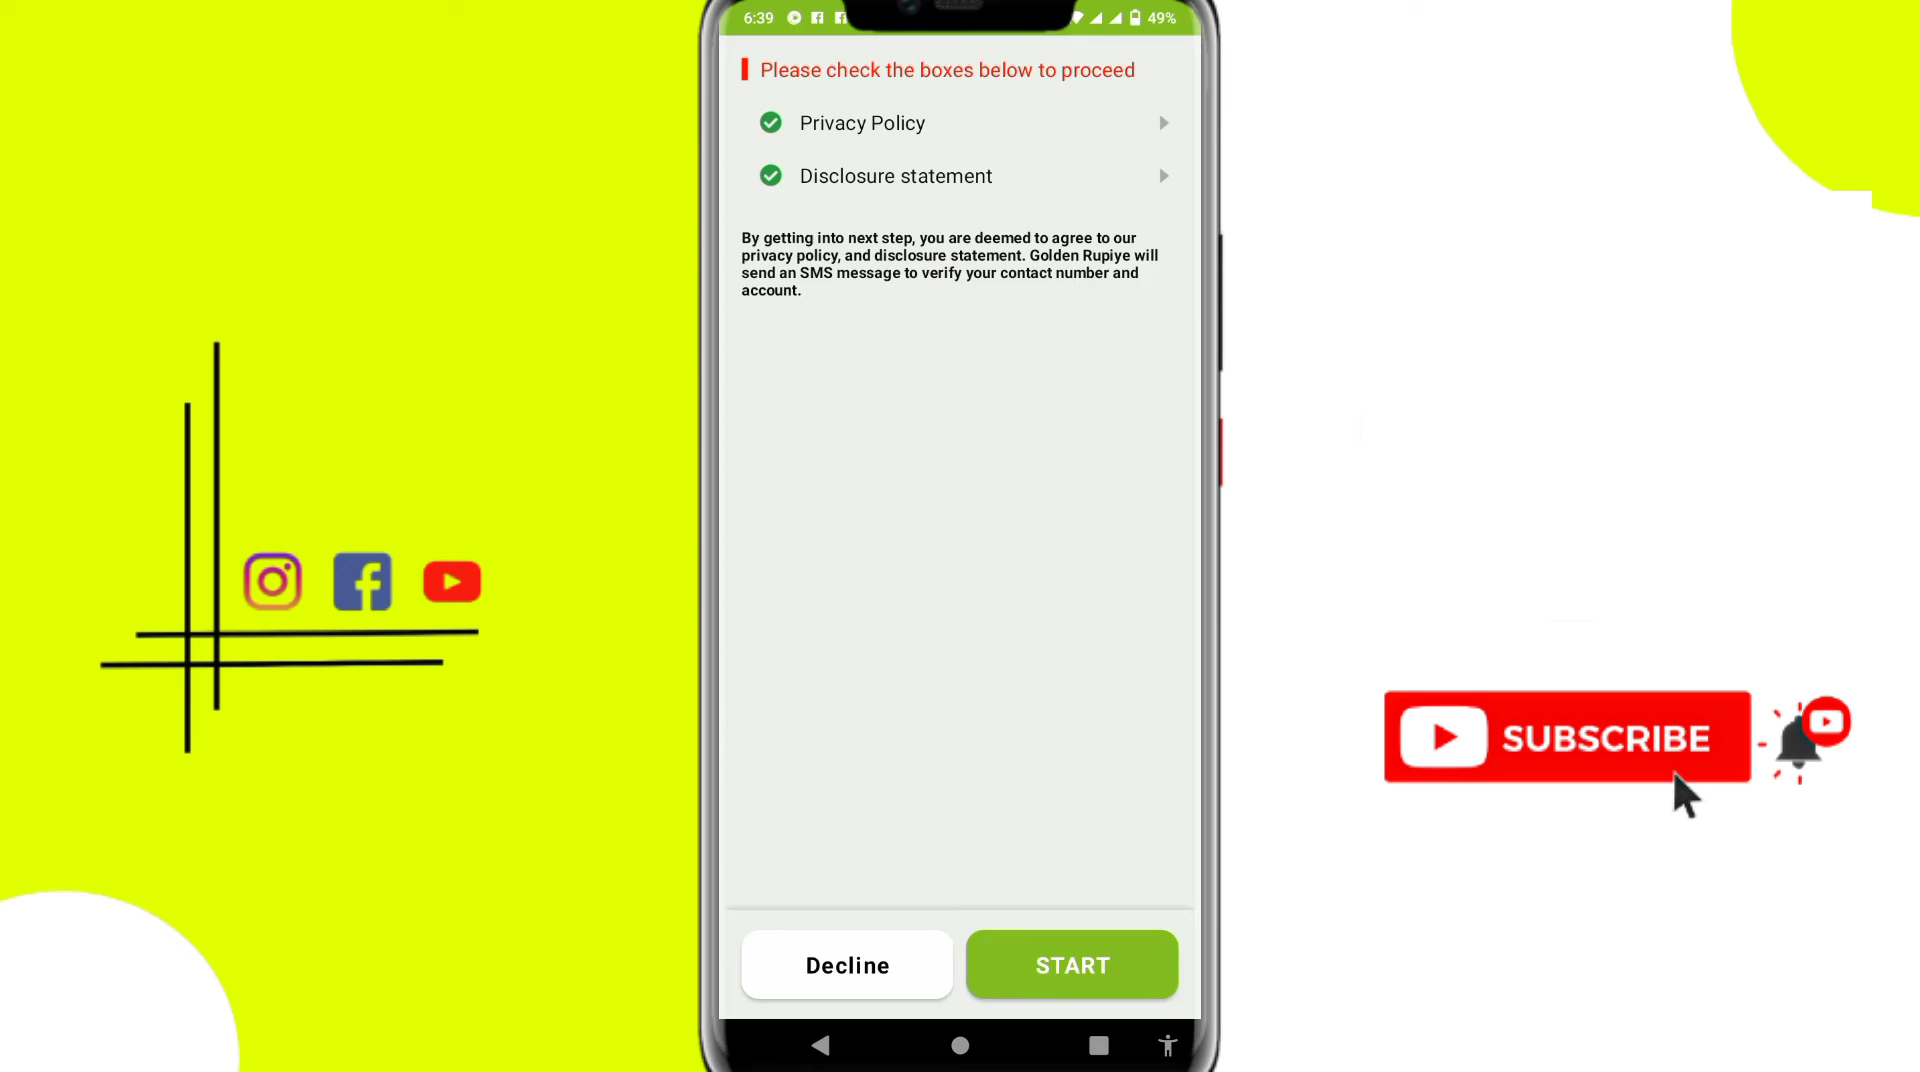 6:39
49%
Please check the boxes below to proceed
Privacy Policy
Disclosure statement
By getting into next step, you are deemed to agree to our
privacy policy, and disclosure statement. Golden Rupiye will
send an SMS message to verify your contact number and
account.
SUBSCRIBE
Decline
START